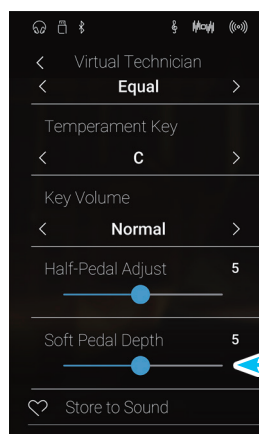 Virtual Technician
Equal
Temperament Key
C
Key Volume
Normal
Half-Pedal Adjust 5
Soft Pedal Depth 5
Store to Sound